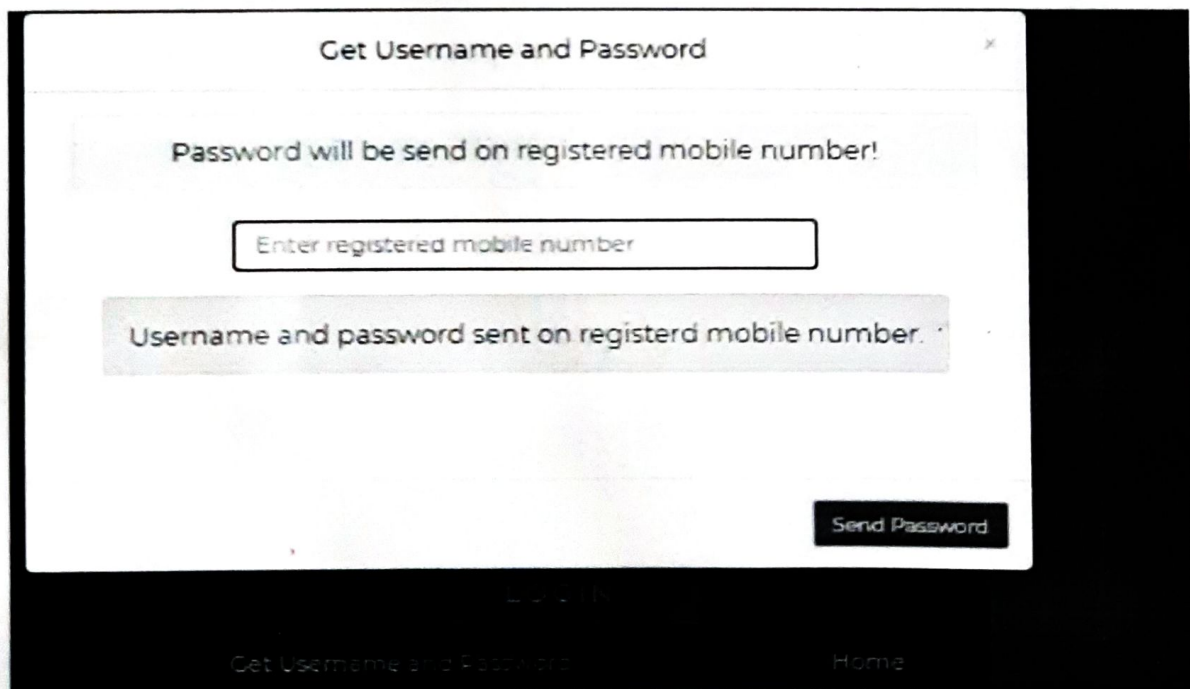 Get Username and Password ×
Password will be send on registered mobile number!
Enter registered mobile number
Username and password sent on registerd mobile number.
Send Password
LOGIN
Get Username and Password Home